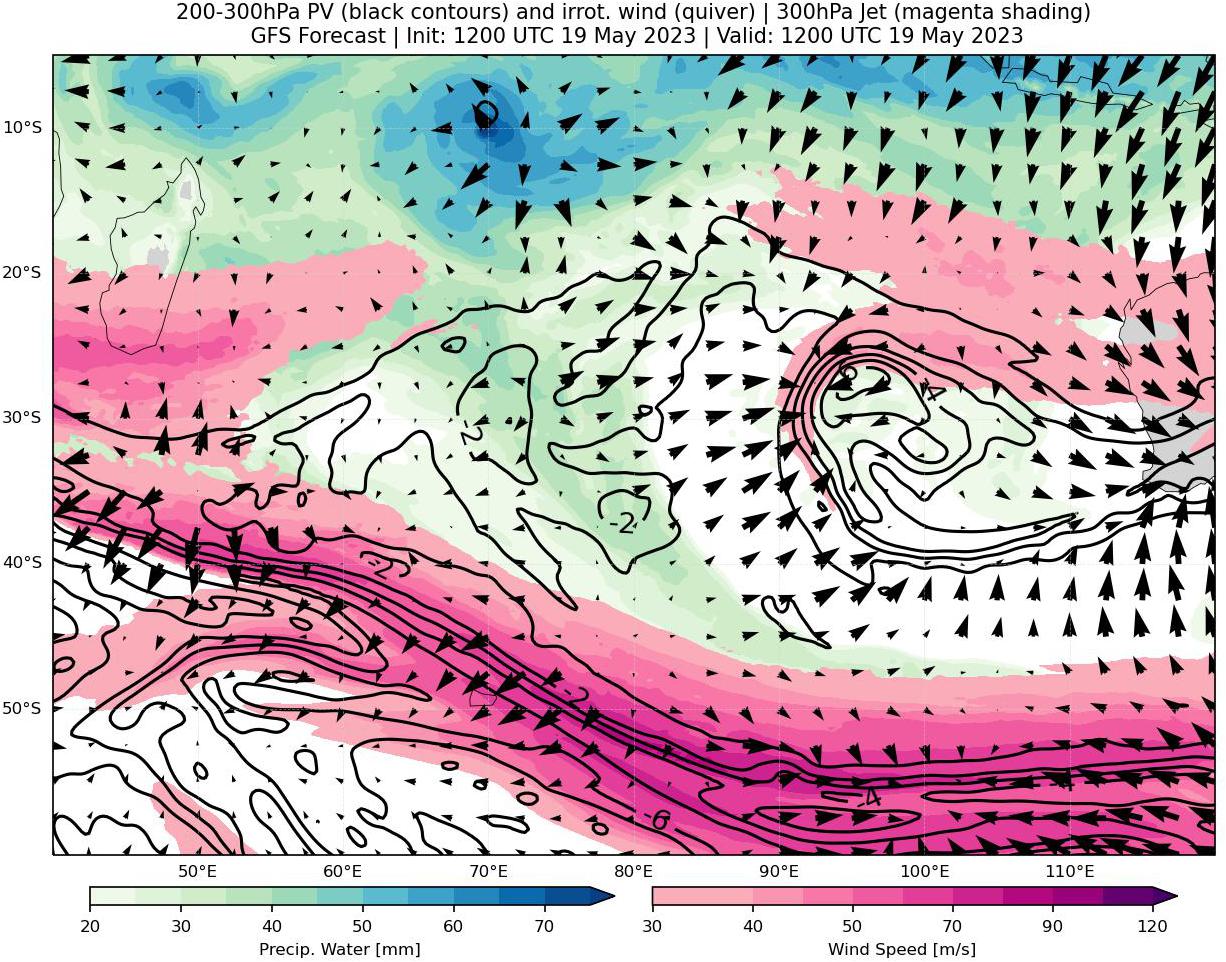 200-300hPa PV (black contours) and irrot. wind (quiver) | 300hPa Jet (magenta shading)
GFS Forecast | Init: 1200 UTC 19 May 2023 | Valid: 1200 UTC 19 May 2023
10°S
20°S
-4
30°S
-2
-2
40°S
-2
-2
50°S
-4
-4
-6
50°E 60°E 70°E 80°E 90°E 100°E 110°E
20 30 40 50 60 70
30 40 50 70 90 120
Precip. Water [mm]
Wind Speed [m/s]